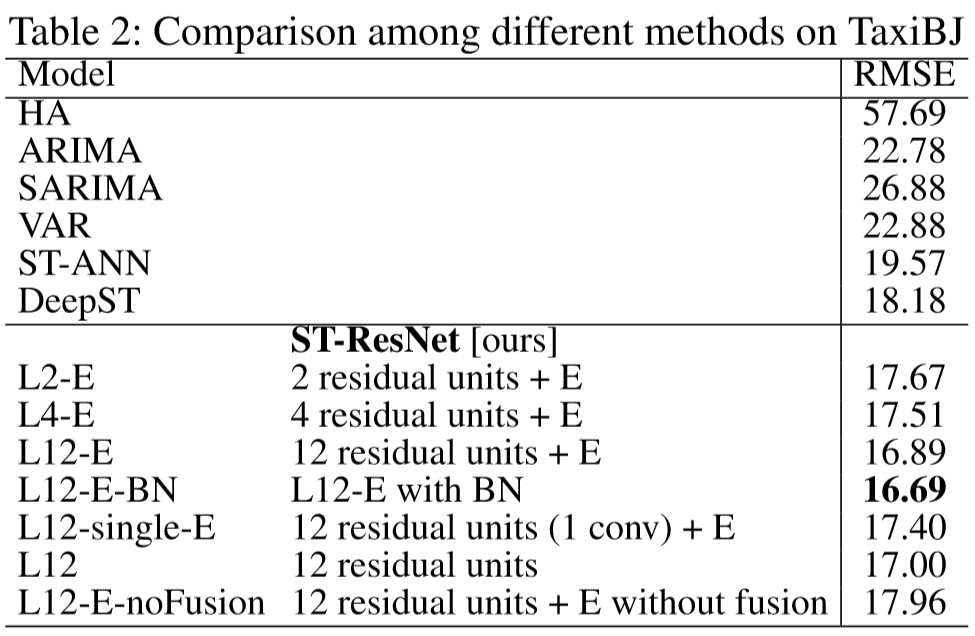 Table 2: Comparison among different methods on TaxiBJ
Model RMSE
HA 57.69
ARIMA 22.78
SARIMA 26.88
VAR 22.88
ST-ANN 19.57
DeepST 18.18
ST-ResNet [ours]
L2-E 2 residual units + E 17.67
L4-E 4 residual units + E 17.51
L12-E 12 residual units + E 16.89
L12-E-BN L12-E with BN 16.69
L12-single-E 12 residual units (1 conv) + E 17.40
L12 12 residual units 17.00
L12-E-noFusion 12 residual units + E without fusion 17.96